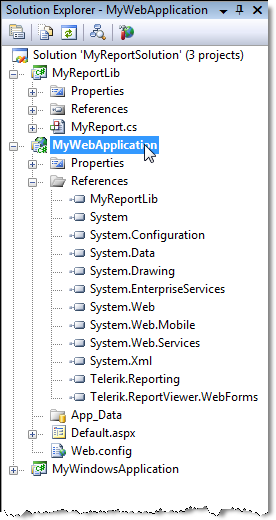 Solution Explorer - MyWebApplication
Solution 'MyReportSolution' (3 projects)
MyReportLib
Properties
References
MyReport.cs
MyWebApplication
Properties
References
MyReportLib
System
System.Configuration
System.Data
System.Drawing
System.EnterpriseServices
System.Web
System.Web.Mobile
System.Web.Services
System.Xml
Telerik.Reporting
Telerik.ReportViewer.WebForms
App_Data
Default.aspx
Web.config
MyWindowsApplication